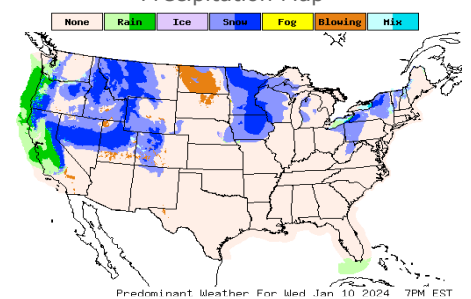 Precipitation Map
None Rain Ice Snow Fog Blowing Mix
Predominant Weather For Wed Jan 10 2024 7PM EST